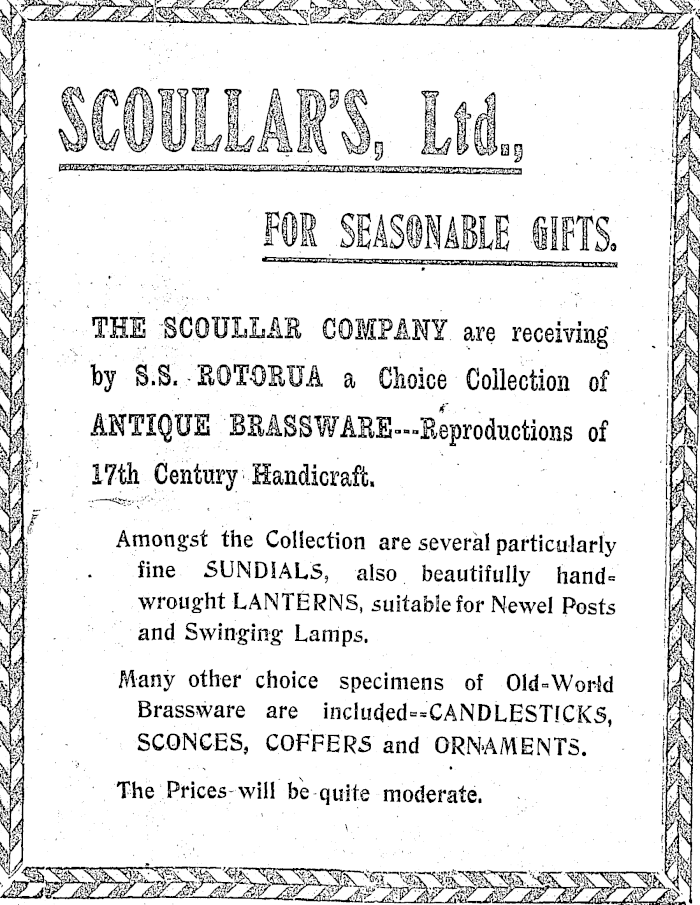 SCOULLAR'S, Ltd.,
FOR SEASONABLE GIFTS.
THE SCOULLAR COMPANY are receiving
by S.S. ROTORUA a Choice Collection of
ANTIQUE BRASSWARE---Reproductions of
17th Century Handicraft.
Amongst the Collection are several particularly
fine SUNDIALS, also beautifully hand-
wrought LANTERNS, suitable for Newel Posts
and Swinging Lamps.
Many other choice specimens of Old-World
Brassware are included--CANDLESTICKS,
SCONCES, COFFERS and ORNAMENTS.
The Prices will be quite moderate.